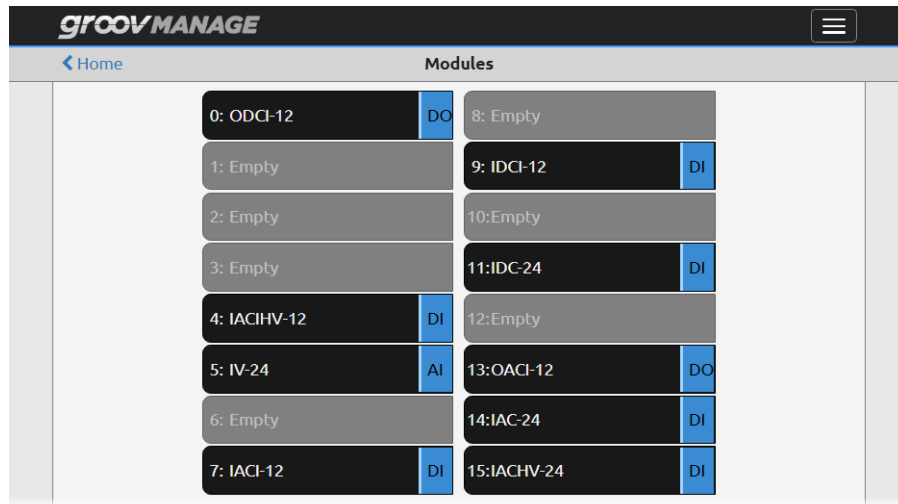 groov MANAGE
Home
Modules
0: ODCI-12 DO
1: Empty
2: Empty
3: Empty
4: IACIHV-12 DI
5: IV-24 AI
6: Empty
7: IACI-12 DI
8: Empty
9: IDCI-12 DI
10:Empty
11:IDC-24 DI
12:Empty
13:OACI-12 DO
14:IAC-24 DI
15:IACHV-24 DI